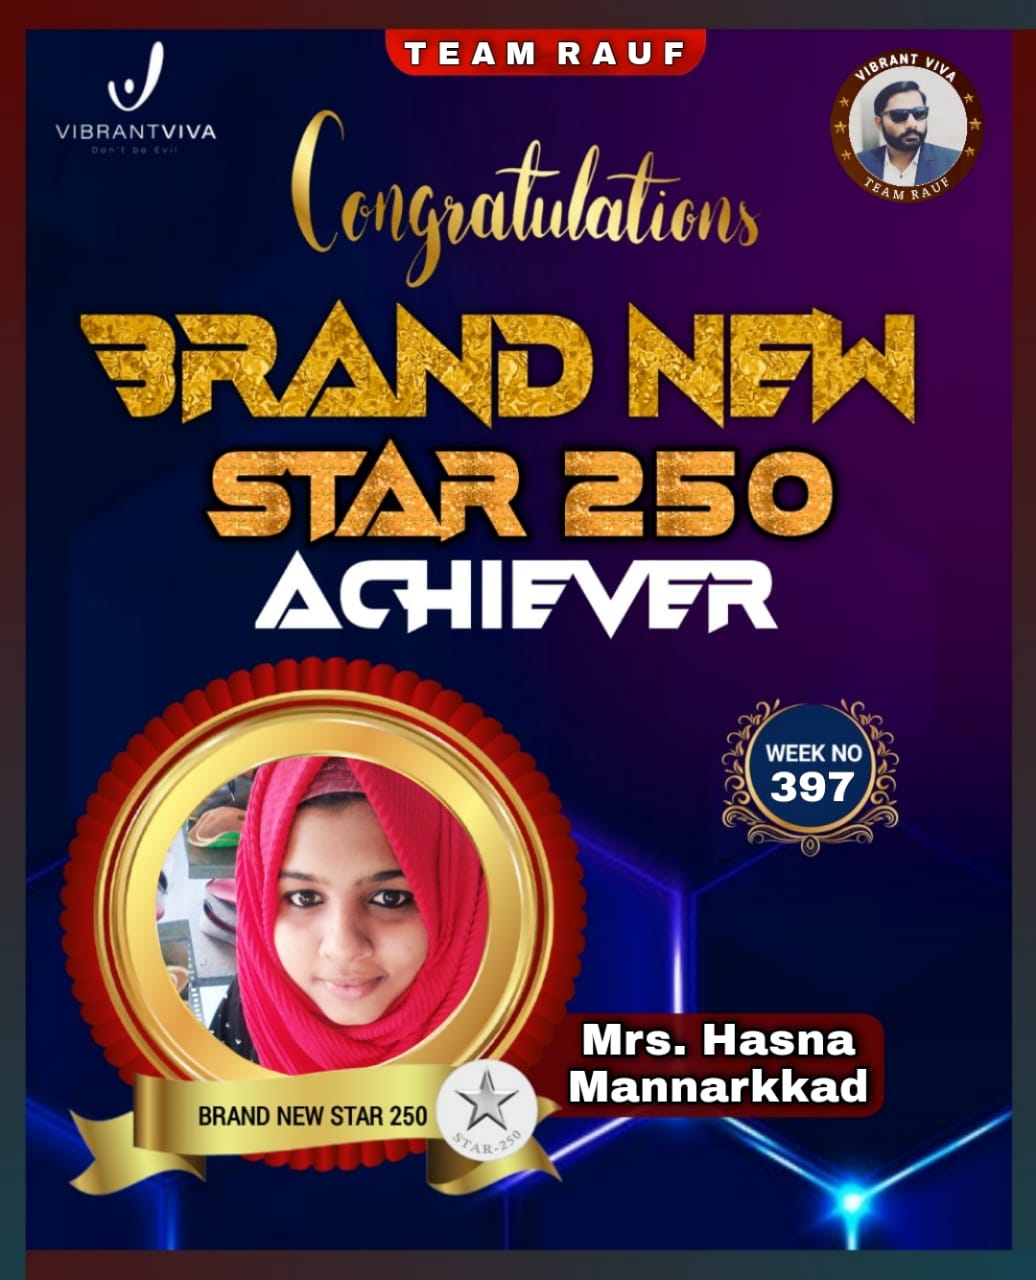 TEAM RAUF
VIBRANTVIVA
Don't be Evil
VIBRANT VIVA
TEAM RAUF
Congratulations
BRAND NEW
STAR 250
ACHIEVER
WEEK NO
397
Mrs. Hasna
Mannarkkad
BRAND NEW STAR 250
STAR-250